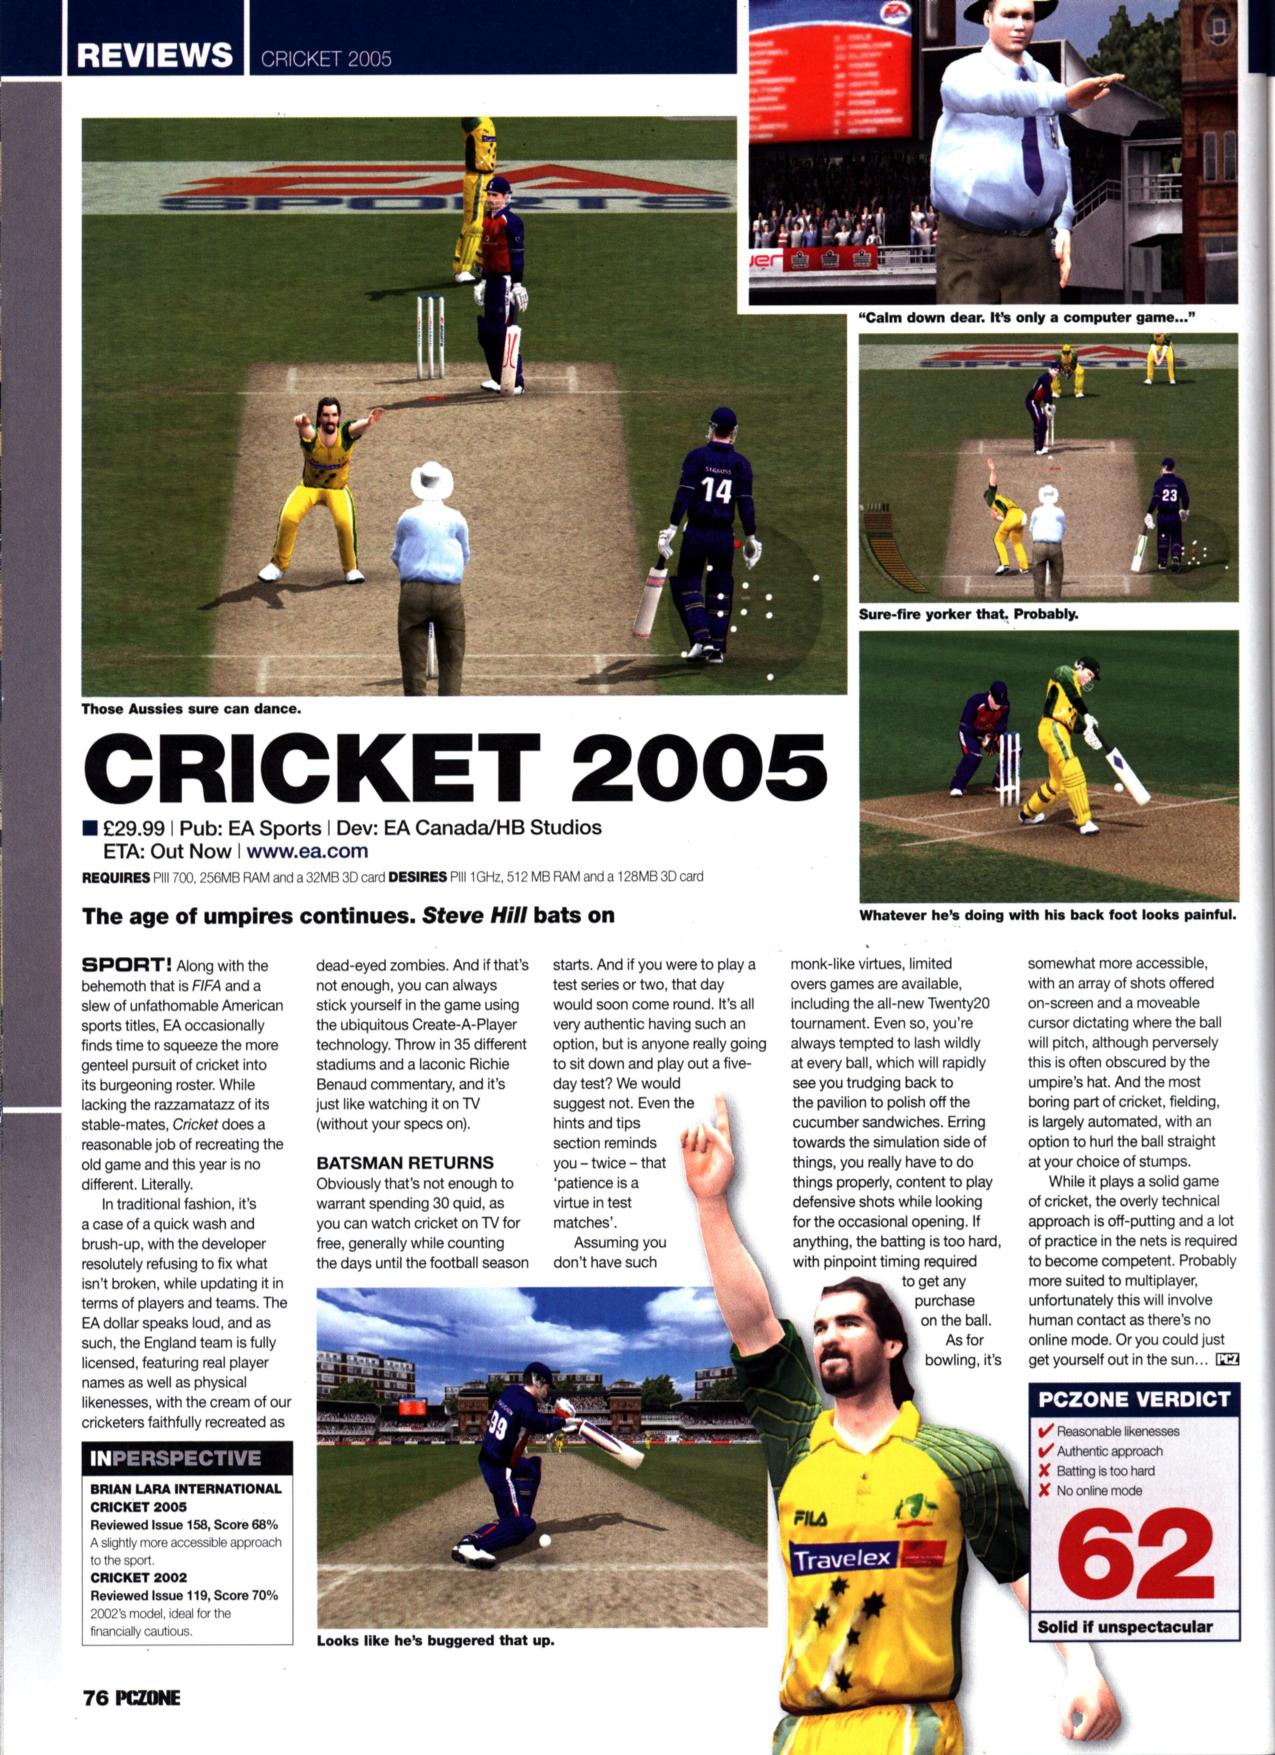 REVIEWS
CRICKET 2005
"Calm down dear. It's only a computer game..."
EA
SPORTS
14
23
Those Aussies sure can dance.
Sure-fire yorker that. Probably.
Whatever he's doing with his back foot looks painful.
CRICKET 2005
£29.99 | Pub: EA Sports | Dev: EA Canada/HB Studios
ETA: Out Now | www.ea.com
REQUIRES PIII 700, 256MB RAM and a 32MB 3D card DESIRES PIII 1GHz, 512 MB RAM and a 128MB 3D card
The age of umpires continues. Steve Hill bats on
SPORT! Along with the
behemoth that is FIFA and a
slew of unfathomable American
sports titles, EA occasionally
finds time to squeeze the more
genteel pursuit of cricket into
its burgeoning roster. While
lacking the razzamatazz of its
stable-mates, Cricket does a
reasonable job of recreating the
old game and this year is no
different. Literally.
In traditional fashion, it's
a case of a quick wash and
brush-up, with the developer
resolutely refusing to fix what
isn't broken, while updating it in
terms of players and teams. The
EA dollar speaks loud, and as
such, the England team is fully
licensed, featuring real player
names as well as physical
likenesses, with the cream of our
cricketers faithfully recreated as
dead-eyed zombies. And if that's
not enough, you can always
stick yourself in the game using
the ubiquitous Create-A-Player
technology. Throw in 35 different
stadiums and a laconic Richie
Benaud commentary, and it's
just like watching it on TV
(without your specs on).
BATSMAN RETURNS
Obviously that's not enough to
warrant spending 30 quid, as
you can watch cricket on TV for
free, generally while counting
the days until the football season
starts. And if you were to play a
test series or two, that day
would soon come round. It's all
very authentic having such an
option, but is anyone really going
to sit down and play out a five-
day test? We would
suggest not. Even the
hints and tips
section reminds
you – twice – that
'patience is a
virtue in test
matches'.
Assuming you
don't have such
monk-like virtues, limited
overs games are available,
including the all-new Twenty20
tournament. Even so, you're
always tempted to lash wildly
at every ball, which will rapidly
see you trudging back to
the pavilion to polish off the
cucumber sandwiches. Erring
towards the simulation side of
things, you really have to do
things properly, content to play
defensive shots while looking
for the occasional opening. If
anything, the batting is too hard,
with pinpoint timing required
to get any
purchase
on the ball.
As for
bowling, it's
somewhat more accessible,
with an array of shots offered
on-screen and a moveable
cursor dictating where the ball
will pitch, although perversely
this is often obscured by the
umpire's hat. And the most
boring part of cricket, fielding,
is largely automated, with an
option to hurl the ball straight
at your choice of stumps.
While it plays a solid game
of cricket, the overly technical
approach is off-putting and a lot
of practice in the nets is required
to become competent. Probably
more suited to multiplayer,
unfortunately this will involve
human contact as there's no
online mode. Or you could just
get yourself out in the sun... PCZ
INPERSPECTIVE
BRIAN LARA INTERNATIONAL
CRICKET 2005
Reviewed Issue 158, Score 68%
A slightly more accessible approach
to the sport.
CRICKET 2002
Reviewed Issue 119, Score 70%
2002's model, ideal for the
financially cautious.
99
Looks like he's buggered that up.
FILA
Travelex
PCZONE VERDICT
Reasonable likenesses
Authentic approach
Batting is too hard
No online mode
62
Solid if unspectacular
76 PCZONE